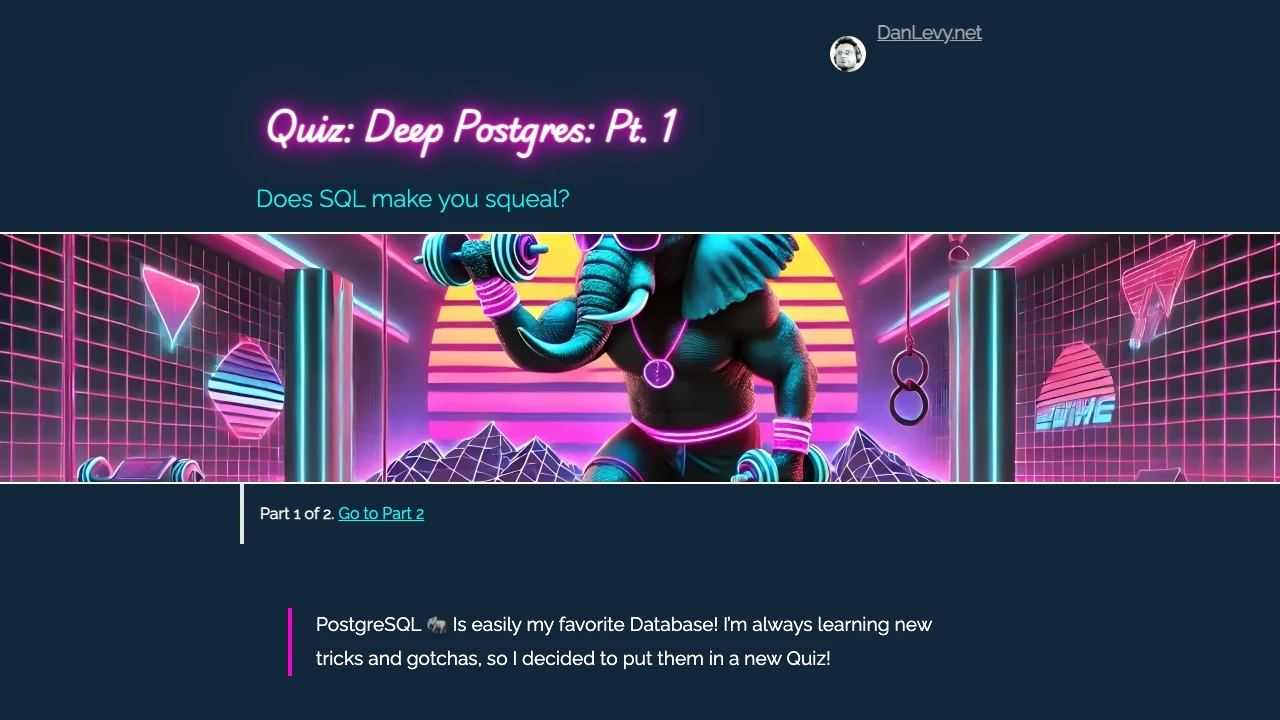 DanLevy.net
Quiz: Deep Postgres: Pt. 1
Does SQL make you squeal?
Part 1 of 2. Go to Part 2
PostgreSQL 🐘 Is easily my favorite Database! I'm always learning new
tricks and gotchas, so I decided to put them in a new Quiz!